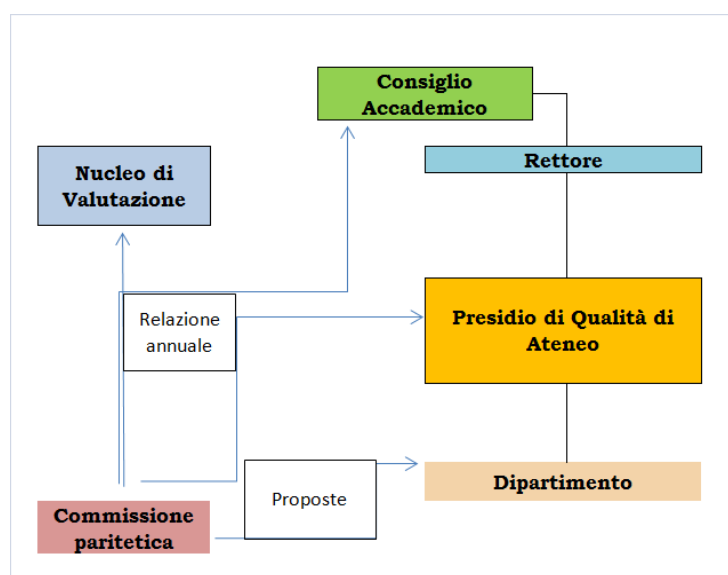 Consiglio
Accademico
Rettore
Nucleo di
Valutazione
Relazione
annuale
Presidio di Qualità di
Ateneo
Dipartimento
Proposte
Commissione
paritetica